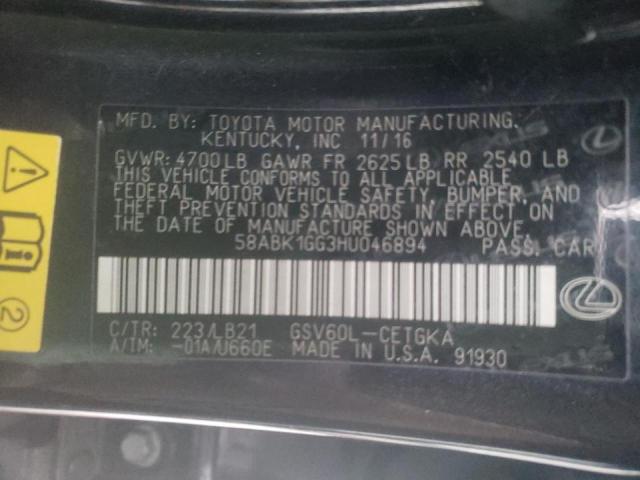 MFD. BY: TOYOTA MOTOR MANUFACTURING,
KENTUCKY, INC 11/16
GVWR: 4700 LB GAWR FR 2625 LB RR 2540 LB
THIS VEHICLE CONFORMS TO ALL APPLICABLE
FEDERAL MOTOR VEHICLE SAFETY, BUMPER, AND
THEFT PREVENTION STANDARDS IN EFFECT ON
THE DATE OF MANUFACTURE SHOWN ABOVE.
58ABK1GG3HU046894 PASS. CAR
C/TR: 223/LB21 GSV60L-CETGKA
A/TM: -01A/U660E MADE IN U.S.A. 91930
2